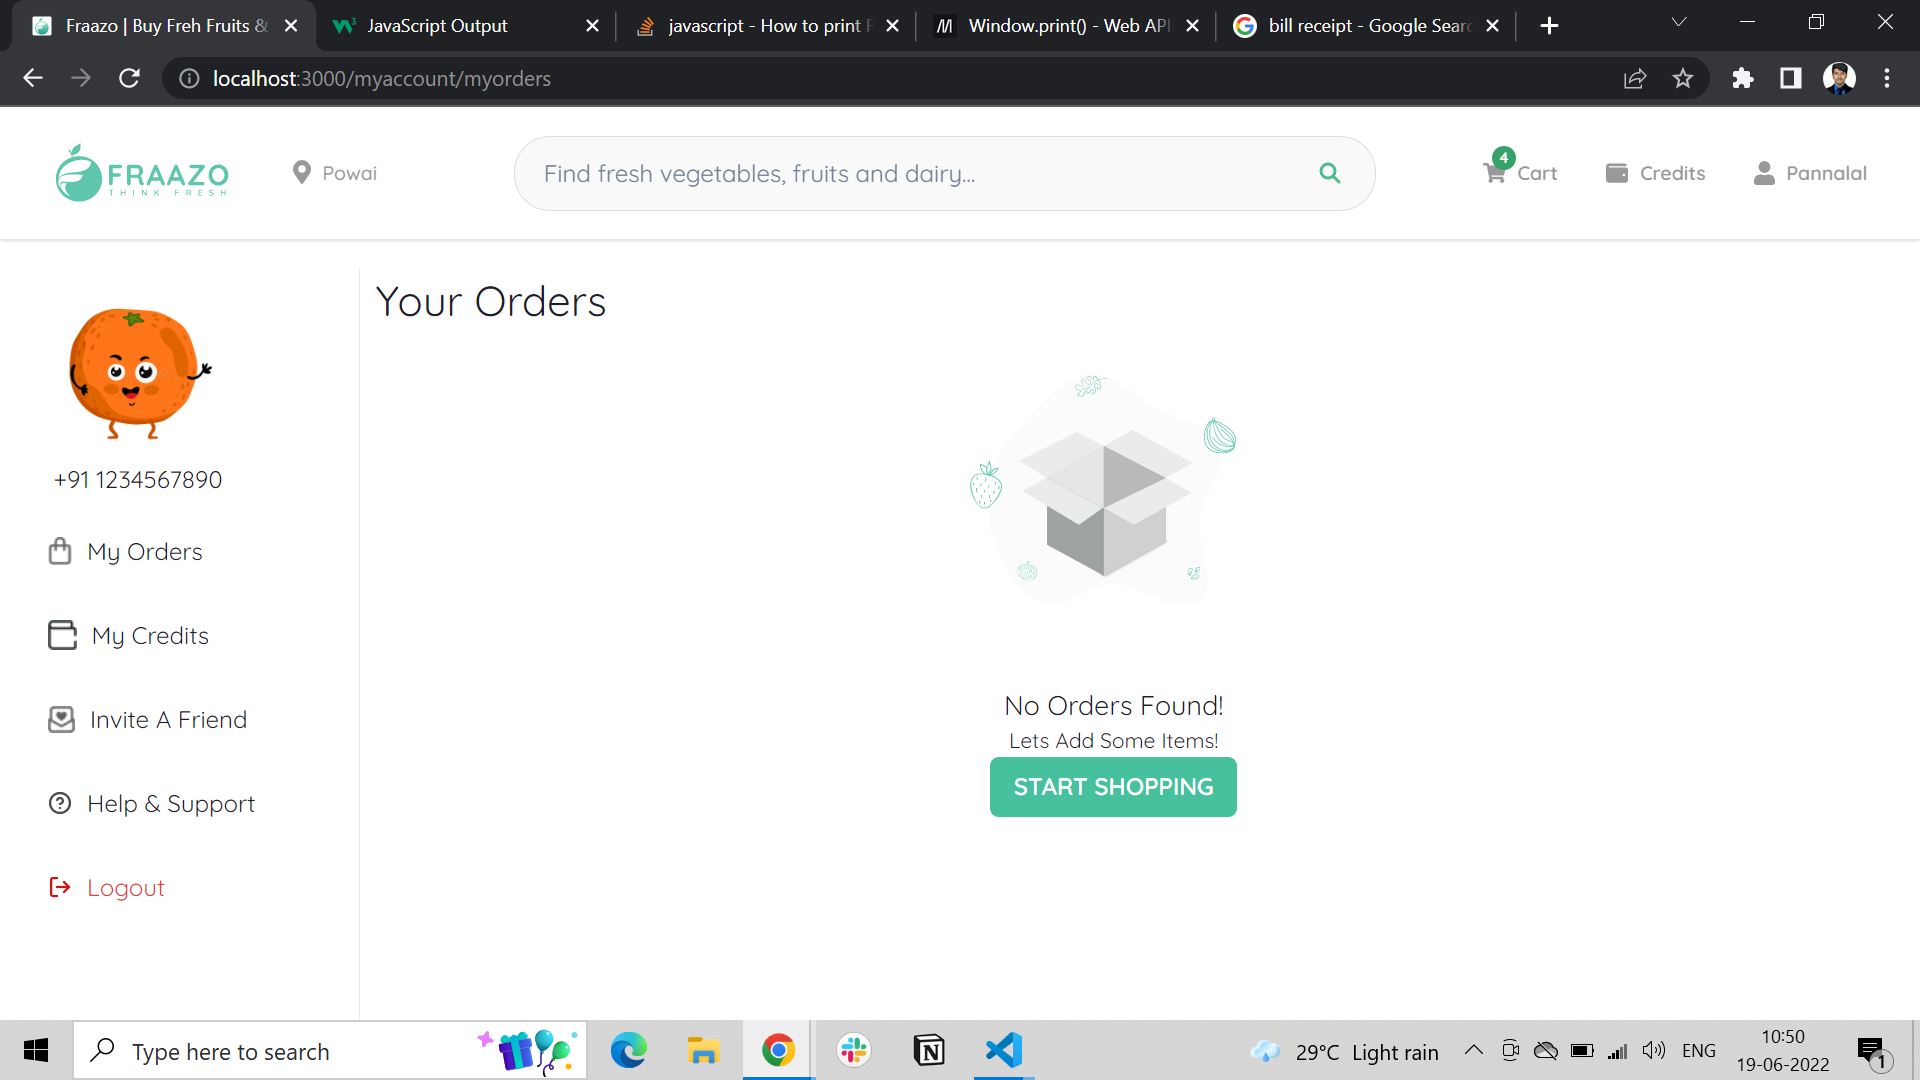 Fraazo | Buy Freh Fruits &
JavaScript Output
javascript - How to print
Window.print() - Web API
bill receipt - Google Sear
localhost:3000/myaccount/myorders
FRAAZO
THINK FRESH
Powai
Find fresh vegetables, fruits and dairy...
4
Cart
Credits
Pannalal
Your Orders
+91 1234567890
My Orders
My Credits
Invite A Friend
Help & Support
Logout
No Orders Found!
Lets Add Some Items!
START SHOPPING
Type here to search
29°C Light rain
ENG
10:50
19-06-2022
1